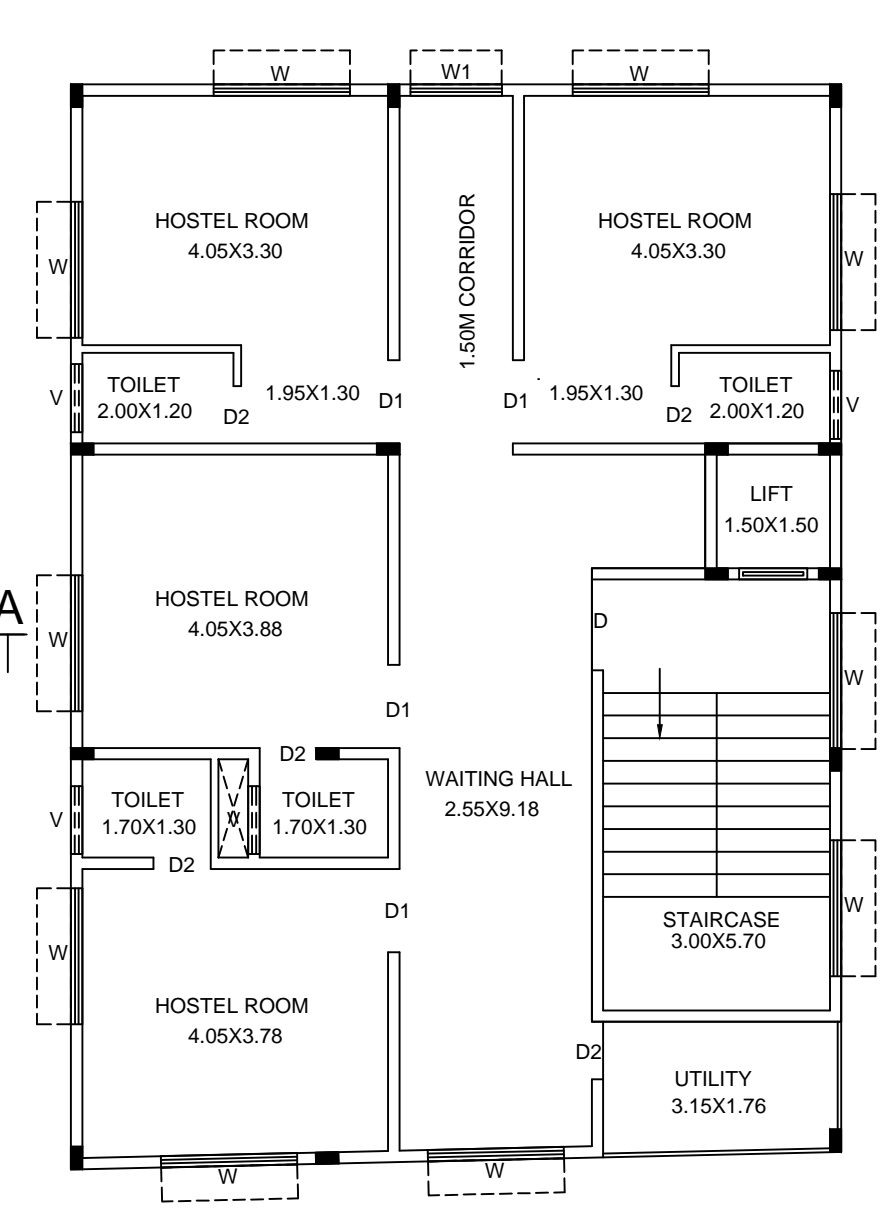 W
W1
W
HOSTEL ROOM
4.05X3.30
1.50M CORRIDOR
HOSTEL ROOM
4.05X3.30
W
W
TOILET
2.00X1.20
V
D2
1.95X1.30
D1
D1
1.95X1.30
D2
TOILET
2.00X1.20
V
LIFT
1.50X1.50
A
HOSTEL ROOM
4.05X3.88
W
D
W
D1
D2
TOILET
1.70X1.30
V
V
TOILET
1.70X1.30
D2
WAITING HALL
2.55X9.18
D1
W
STAIRCASE
3.00X5.70
W
HOSTEL ROOM
4.05X3.78
D2
UTILITY
3.15X1.76
W
W